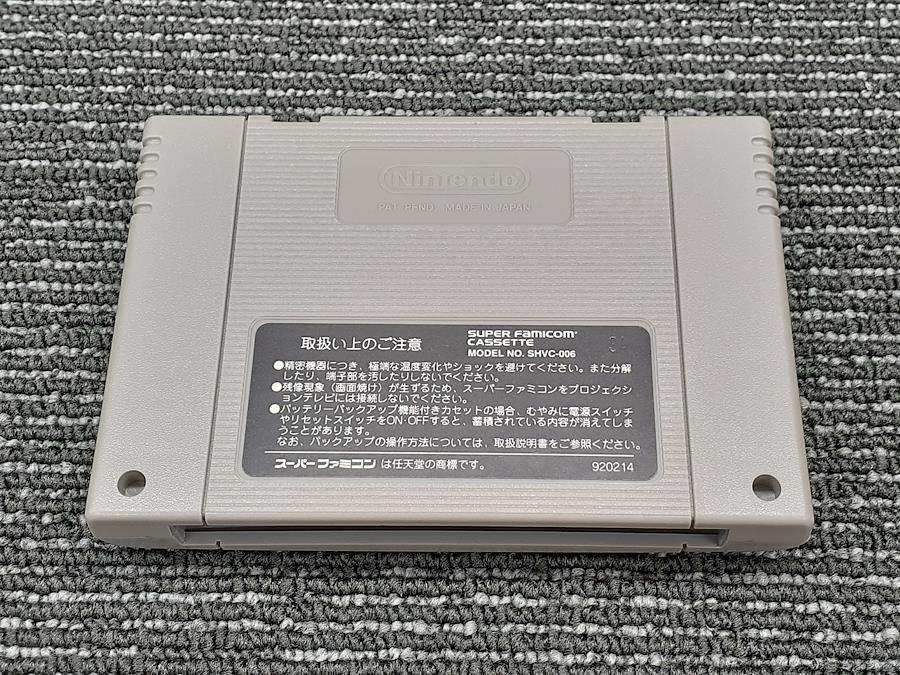 Nintendo
PAT. PEND. MADE IN JAPAN
取扱い上のご注意
SUPER FAMICOM
CASSETTE
MODEL NO. SHVC-006
●精密機器につき、極端な温度変化やショックを避けてください。また分解
したり、端子部を汚したりしないでください。
●残像現象（画面焼け）が生ずるため、スーパーファミコンをプロジェクシ
ョンテレビには接続しないでください。
●バッテリーバックアップ機能付きカセットの場合、むやみに電源スイッチ
やリセットスイッチをON・OFFすると、蓄積されている内容が消えてしま
うことがあります。
なお、バックアップの操作方法については、取扱説明書をご参照ください。
スーパーファミコン は任天堂の商標です。
920214